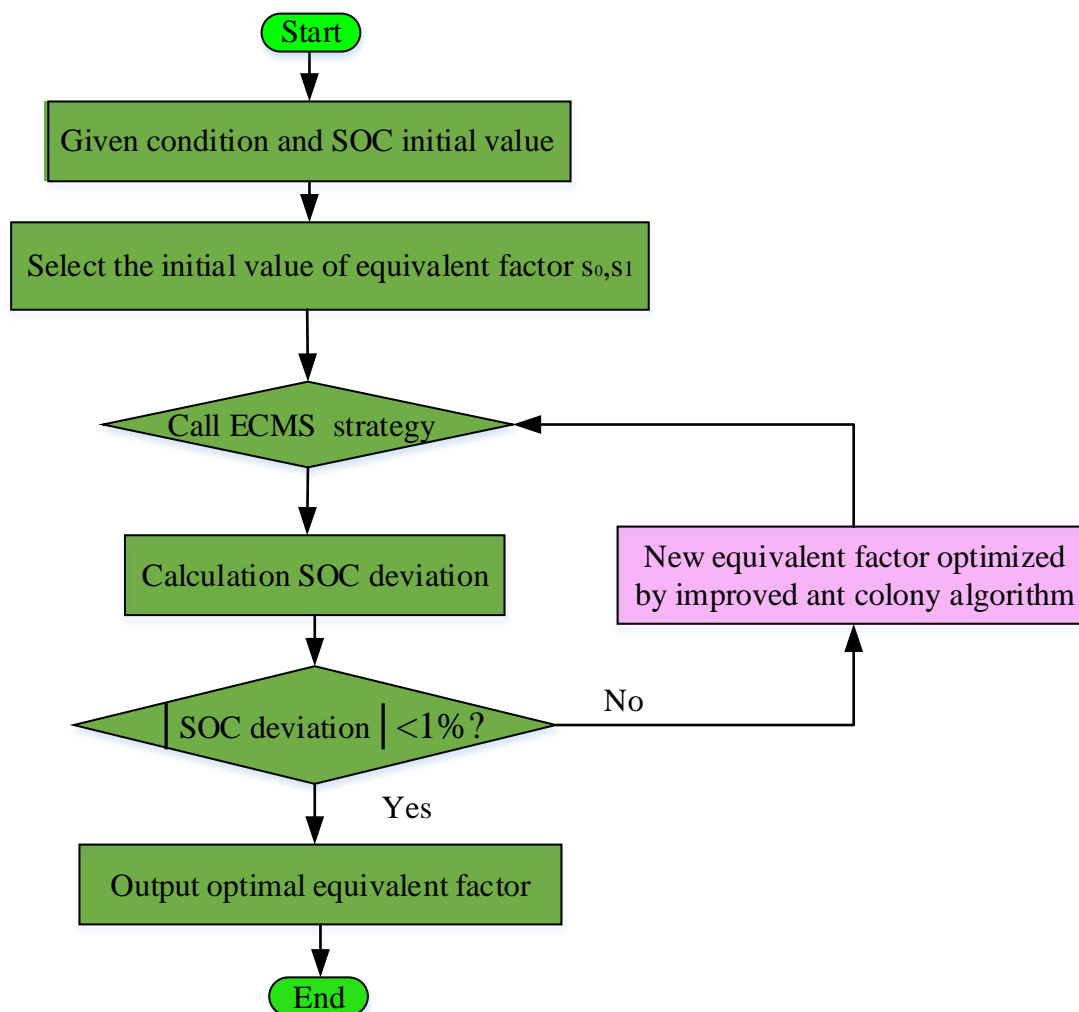 Start
Given condition and SOC initial value
Select the initial value of equivalent factor s₀,s1
Call ECMS strategy
Calculation SOC deviation
New equivalent factor optimized
by improved ant colony algorithm
| SOC deviation | <1%?
No
Yes
Output optimal equivalent factor
End